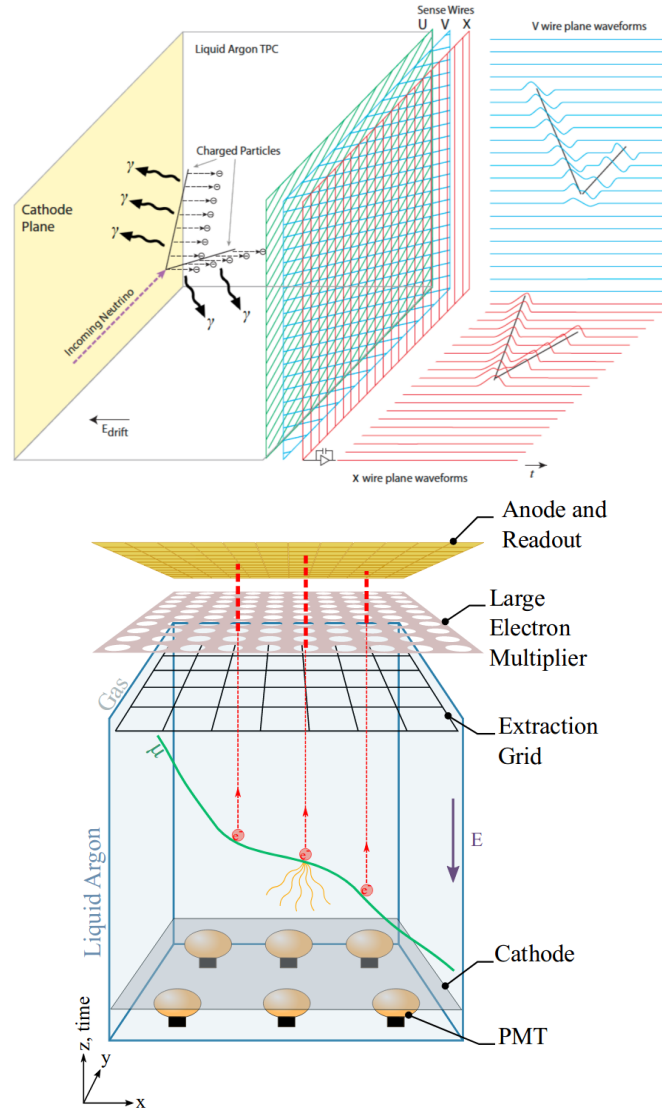 Sense Wires
U V X
V wire plane waveforms
Liquid Argon TPC
Charged Particles
Cathode
Plane
γ
γ
γ
γ
γ
Incoming Neutrino
Edrift
t
X wire plane waveforms
Anode and
Readout
Large
Electron
Multiplier
Gas
Extraction
Grid
μ
e-
e-
e-
E
Liquid Argon
Cathode
PMT
z, time
y
x